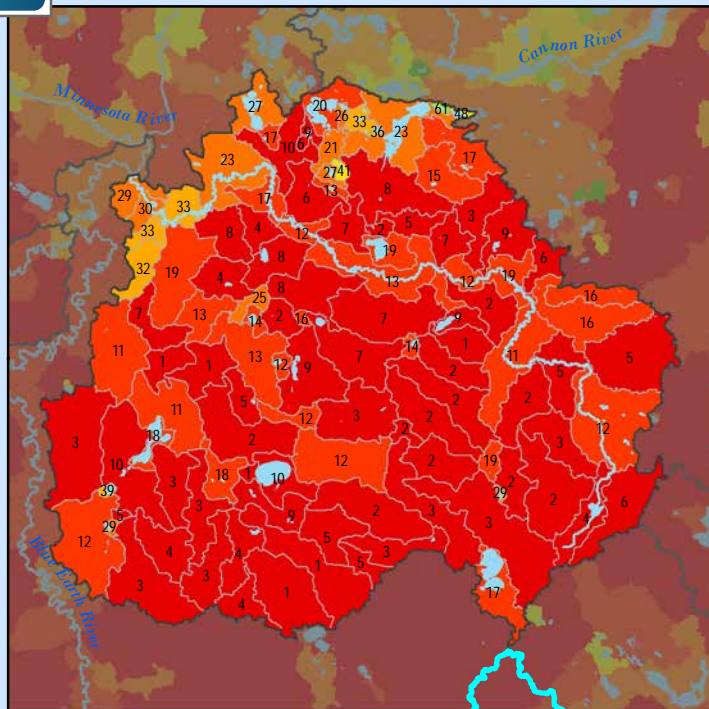 Cannon River
Minnesota River
27 20 26 33 36 23 61 48
17 9 10 6 21 17
23 27 41 15
13 8
29 30 33 17 6
33 8 4 12 7 2 5 3 7 9
19 6
32 19 8 4 8 13 12 19
25 2 16
7 13 14 2 16 7 9 16
11 1 1 13 12 9 7 14 1 11 5 5
2
11 5 12 3 2 2 2 3 12
18 2 2
3 10 3 18 1 10 12 2 19 2
39 3 29 2 6
5 9 2 3 3 4
29
12 4 4 5 3
3 3 1 5
4 1 17
Blue Earth River